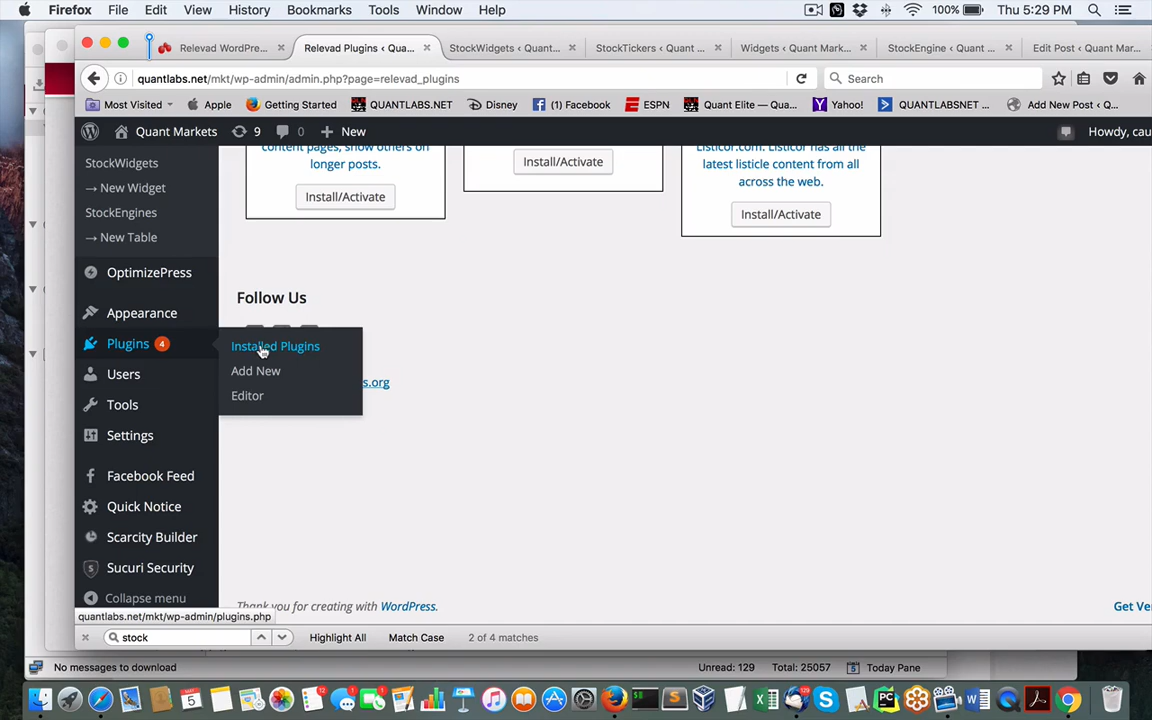 Firefox File Edit View History Bookmarks Tools Window Help 100% Thu 5:29 PM
Relevad WordPre... Relevad Plugins ‹ Qua... StockWidgets ‹ Quant... StockTickers ‹ Quant ... Widgets ‹ Quant Mark... StockEngine ‹ Quant ... Edit Post ‹ Quant Mar...
quantlabs.net/mkt/wp-admin/admin.php?page=relevad_plugins Search
Most Visited Apple Getting Started QUANTLABS.NET Disney (1) Facebook ESPN Quant Elite — Qua... Yahoo! QUANTLABSNET ... Add New Post ‹ Q...
Quant Markets 9 0 New Howdy, cau
content pages, show others on
longer posts.
Install/Activate
Install/Activate
Listicor.com. Listicor has all the
latest listicle content from all
across the web.
Install/Activate
StockWidgets
→ New Widget
StockEngines
→ New Table
OptimizePress
Appearance
Plugins 4
Users
Tools
Settings
Facebook Feed
Quick Notice
Scarcity Builder
Sucuri Security
Collapse menu
Installed Plugins
Add New
Editor
Follow Us
s.org
Thank you for creating with WordPress.
Get Ve
quantlabs.net/mkt/wp-admin/plugins.php
stock Highlight All Match Case 2 of 4 matches
No messages to download Unread: 129 Total: 25057 5 Today Pane